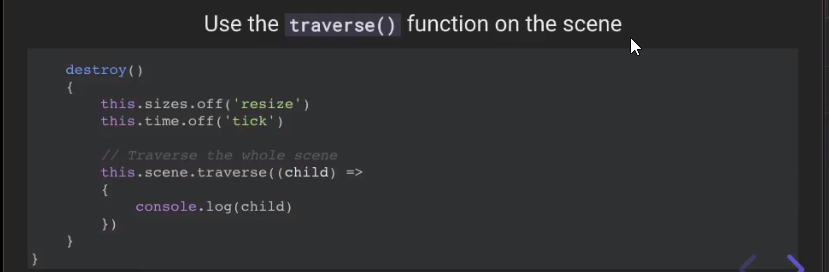 Use the traverse() function on the scene
destroy()
{
this.sizes.off('resize')
this.time.off('tick')
// Traverse the whole scene
this.scene.traverse((child) =>
{
console.log(child)
})
}
}